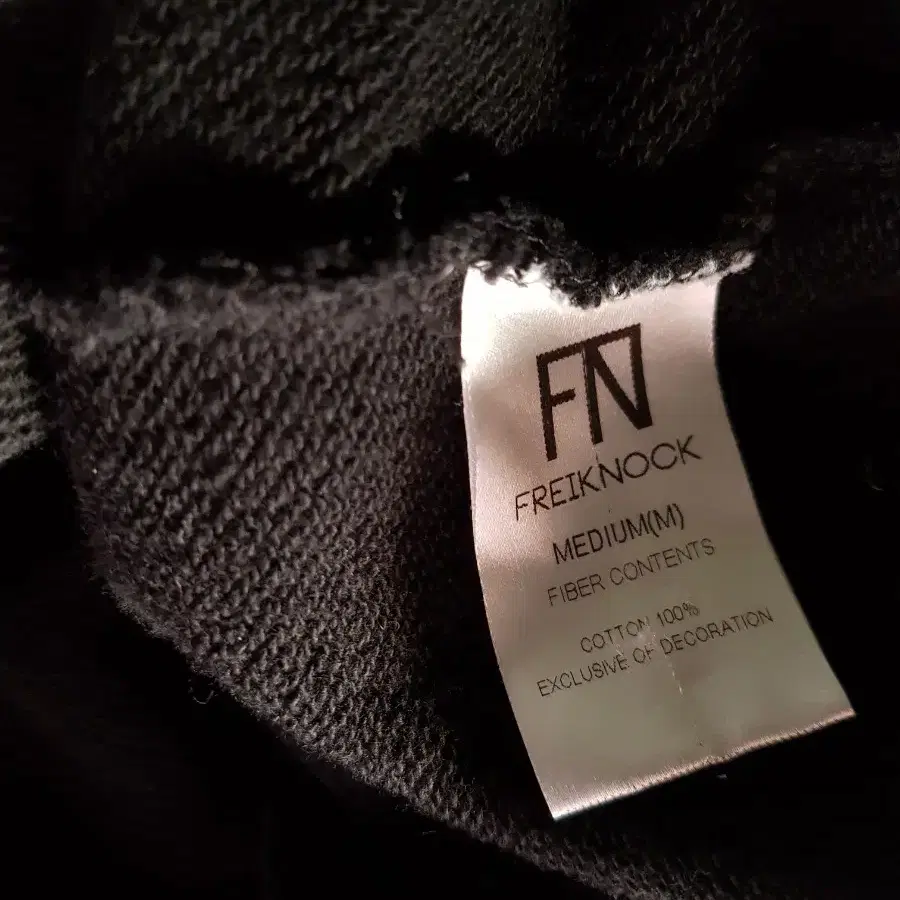 FN
FREIKNOCK
MEDIUM(M)
FIBER CONTENTS
COTTON 100%
EXCLUSIVE OF DECORATION